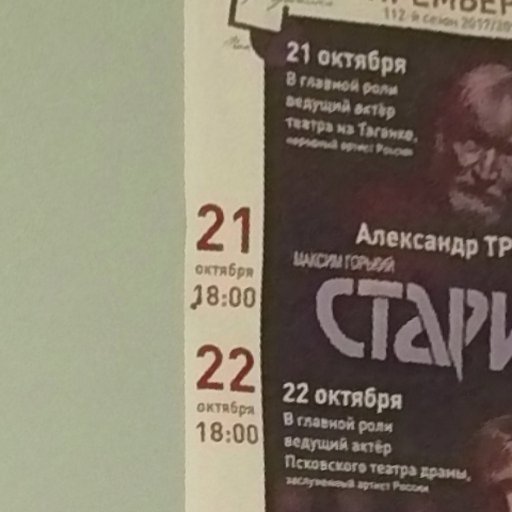 112-й сезон 2017/20
21 октября
В главной роли
ведущий актёр
театра на Таганке,
народный артист России
21
октября
18:00
Александр ТР
МАКСИМ ГОРЬКИЙ
СТАРИ
22
октября
18:00
22 октября
В главной роли
ведущий актёр
Псковского театра драмы,
заслуженный артист России